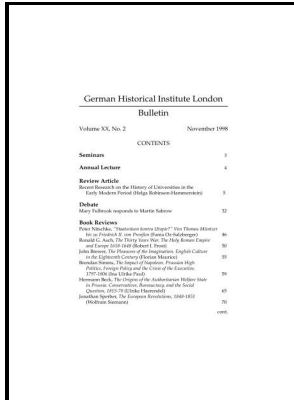 German Historical Institute London
Bulletin
Volume XX, No. 2 November 1998
CONTENTS
Seminars 3
Annual Lecture 4
Review Article
Recent Research on the History of Universities in the
Early Modern Period (Helga Robinson-Hammerstein) 5
Debate
Mary Fulbrook responds to Martin Sabrow 32
Book Reviews
Peter Nitschke, "Staatsräson kontra Utopie?" Von Thomas Müntzer
bis zu Friedrich II. von Preußen (Fania Oz-Salzberger) 46
Ronald G. Asch, The Thirty Years War. The Holy Roman Empire
and Europe 1618-1648 (Robert I. Frost) 50
John Brewer, The Pleasures of the Imagination. English Culture
in the Eighteenth Century (Florian Maurice) 55
Brendan Simms, The Impact of Napoleon. Prussian High
Politics, Foreign Policy and the Crisis of the Executive,
1797-1806 (Ina Ulrike Paul) 59
Hermann Beck, The Origins of the Authoritarian Welfare State
in Prussia. Conservatives, Bureaucracy, and the Social
Question, 1815-70 (Ulrike Haerendel) 65
Jonathan Sperber, The European Revolutions, 1848-1851
(Wolfram Siemann) 70
cont.